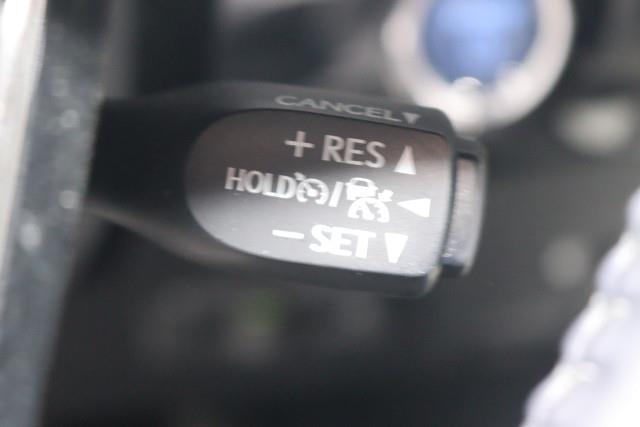 CANCEL▼
+ RES ▲
HOLD / ◀
− SET ▼